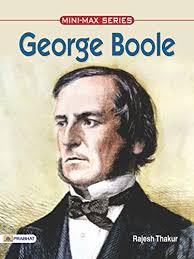 MINI-MAX SERIES
George Boole
PRABHAT
Rajesh Thakur